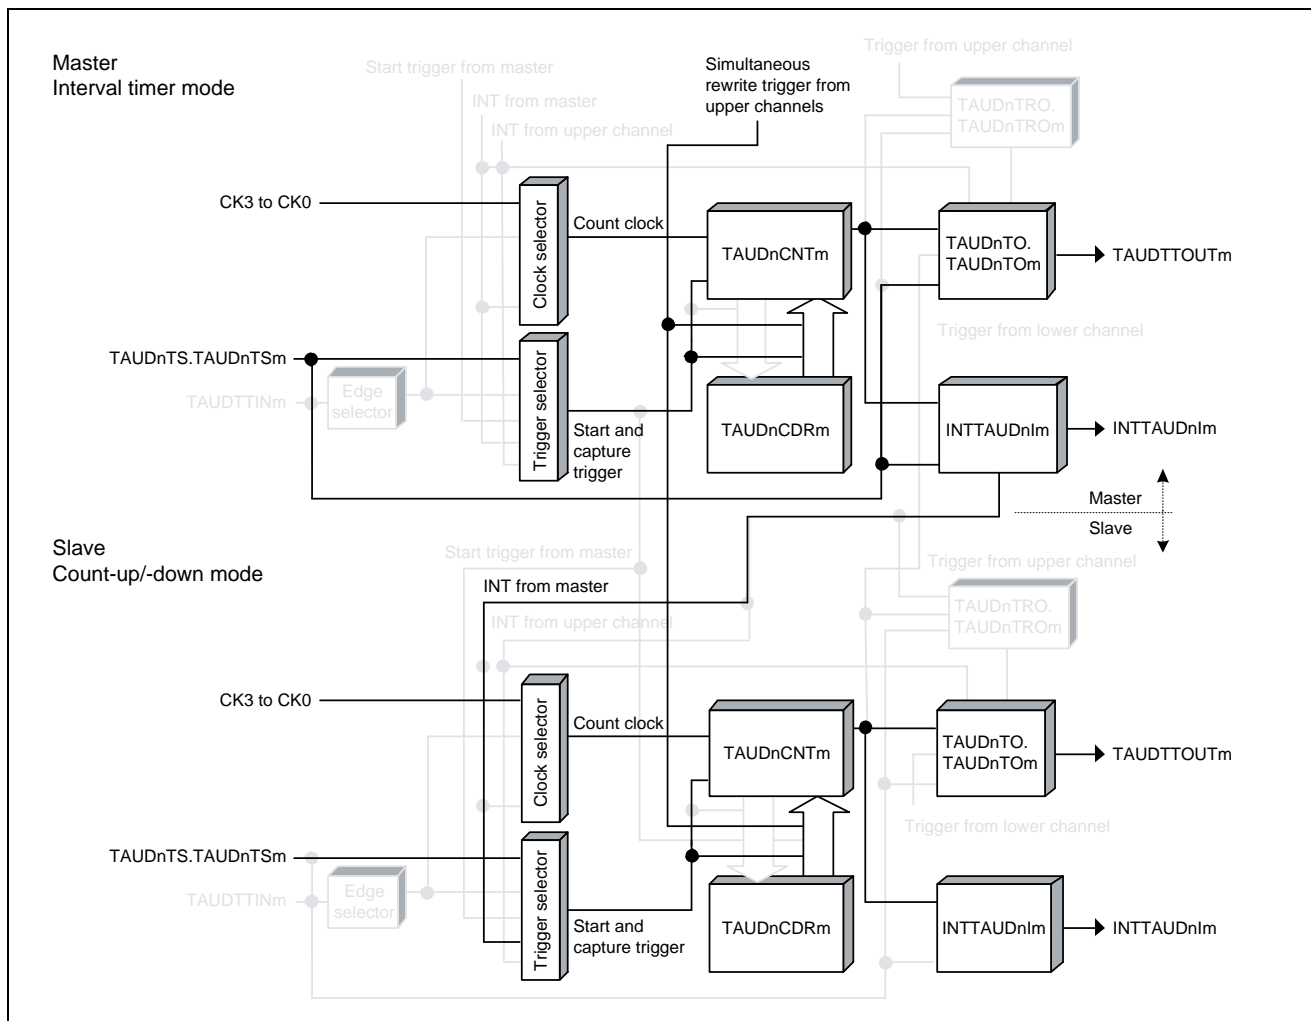 Master
Interval timer mode
Start trigger from master
INT from master
INT from upper channel
Simultaneous
rewrite trigger from
upper channels
Trigger from upper channel
TAUDnTRO.
TAUDnTROm
CK3 to CK0
Clock selector
Count clock
TAUDnCNTm
TAUDnTO.
TAUDnTOm
TAUDTTOUTm
Trigger from lower channel
TAUDnTS.TAUDnTSm
TAUDTTINm
Edge
selector
Trigger selector
Start and
capture
trigger
TAUDnCDRm
INTTAUDnIm
INTTAUDnIm
Master
Slave
Slave
Count-up/-down mode
Start trigger from master
INT from master
INT from upper channel
Trigger from upper channel
TAUDnTRO.
TAUDnTROm
CK3 to CK0
Clock selector
Count clock
TAUDnCNTm
TAUDnTO.
TAUDnTOm
TAUDTTOUTm
Trigger from lower channel
TAUDnTS.TAUDnTSm
TAUDTTINm
Edge
selector
Trigger selector
Start and
capture trigger
TAUDnCDRm
INTTAUDnIm
INTTAUDnIm